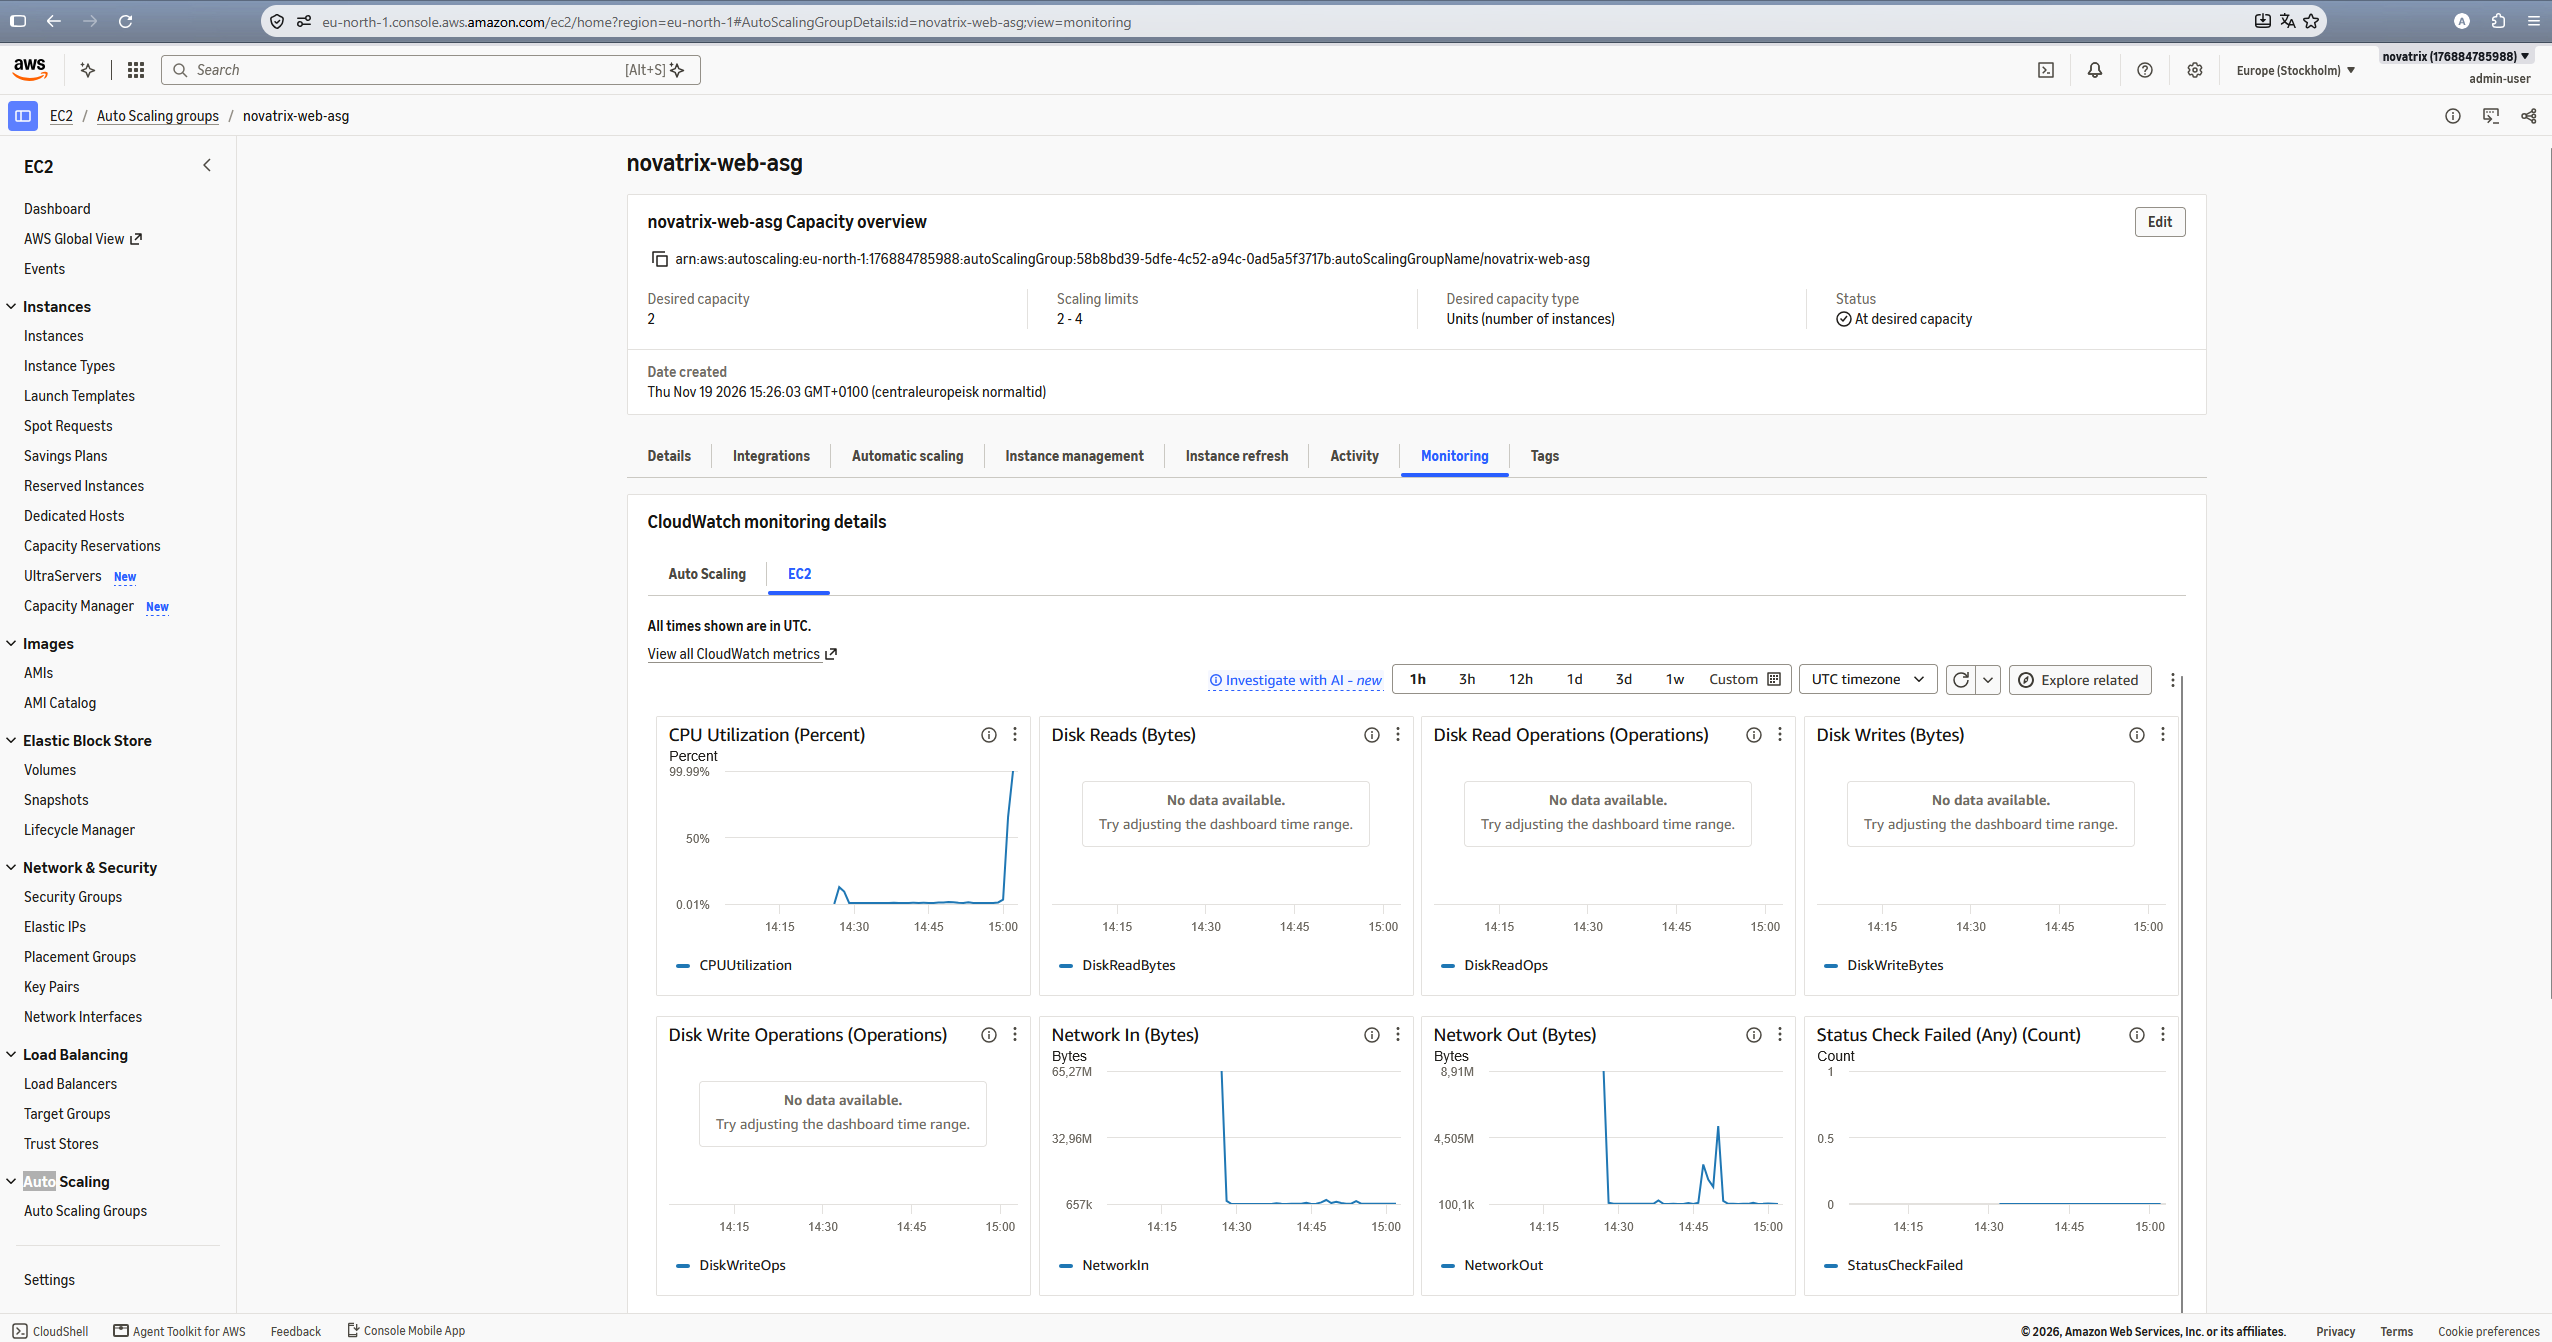 eu-north-1.console.aws.amazon.com/ec2/home?region=eu-north-1#AutoScalingGroupDetails:id=novatrix-web-asg;view=monitoring
A
aws
Search
[Alt+S]
Europe (Stockholm)
novatrix (176884785988)
admin-user
EC2 / Auto Scaling groups / novatrix-web-asg
EC2
Dashboard
AWS Global View
Events
Instances
Instances
Instance Types
Launch Templates
Spot Requests
Savings Plans
Reserved Instances
Dedicated Hosts
Capacity Reservations
UltraServers New
Capacity Manager New
Images
AMIs
AMI Catalog
Elastic Block Store
Volumes
Snapshots
Lifecycle Manager
Network & Security
Security Groups
Elastic IPs
Placement Groups
Key Pairs
Network Interfaces
Load Balancing
Load Balancers
Target Groups
Trust Stores
Auto Scaling
Auto Scaling Groups
Settings
novatrix-web-asg
novatrix-web-asg Capacity overview
Edit
arn:aws:autoscaling:eu-north-1:176884785988:autoScalingGroup:58b8bd39-5dfe-4c52-a94c-0ad5a5f3717b:autoScalingGroupName/novatrix-web-asg
Desired capacity
2
Scaling limits
2 - 4
Desired capacity type
Units (number of instances)
Status
At desired capacity
Date created
Thu Nov 19 2026 15:26:03 GMT+0100 (centraleuropeisk normaltid)
Details
Integrations
Automatic scaling
Instance management
Instance refresh
Activity
Monitoring
Tags
CloudWatch monitoring details
Auto Scaling
EC2
All times shown are in UTC.
View all CloudWatch metrics
Investigate with AI - new
1h 3h 12h 1d 3d 1w Custom
UTC timezone
Explore related
CPU Utilization (Percent)
Percent
99.99%
50%
0.01%
14:15 14:30 14:45 15:00
CPUUtilization
Disk Reads (Bytes)
No data available.
Try adjusting the dashboard time range.
14:15 14:30 14:45 15:00
DiskReadBytes
Disk Read Operations (Operations)
No data available.
Try adjusting the dashboard time range.
14:15 14:30 14:45 15:00
DiskReadOps
Disk Writes (Bytes)
No data available.
Try adjusting the dashboard time range.
14:15 14:30 14:45 15:00
DiskWriteBytes
Disk Write Operations (Operations)
No data available.
Try adjusting the dashboard time range.
14:15 14:30 14:45 15:00
DiskWriteOps
Network In (Bytes)
Bytes
65,27M
32,96M
657k
14:15 14:30 14:45 15:00
NetworkIn
Network Out (Bytes)
Bytes
8,91M
4,505M
100,1k
14:15 14:30 14:45 15:00
NetworkOut
Status Check Failed (Any) (Count)
Count
1
0.5
0
14:15 14:30 14:45 15:00
StatusCheckFailed
CloudShell
Agent Toolkit for AWS
Feedback
Console Mobile App
© 2026, Amazon Web Services, Inc. or its affiliates.
Privacy
Terms
Cookie preferences